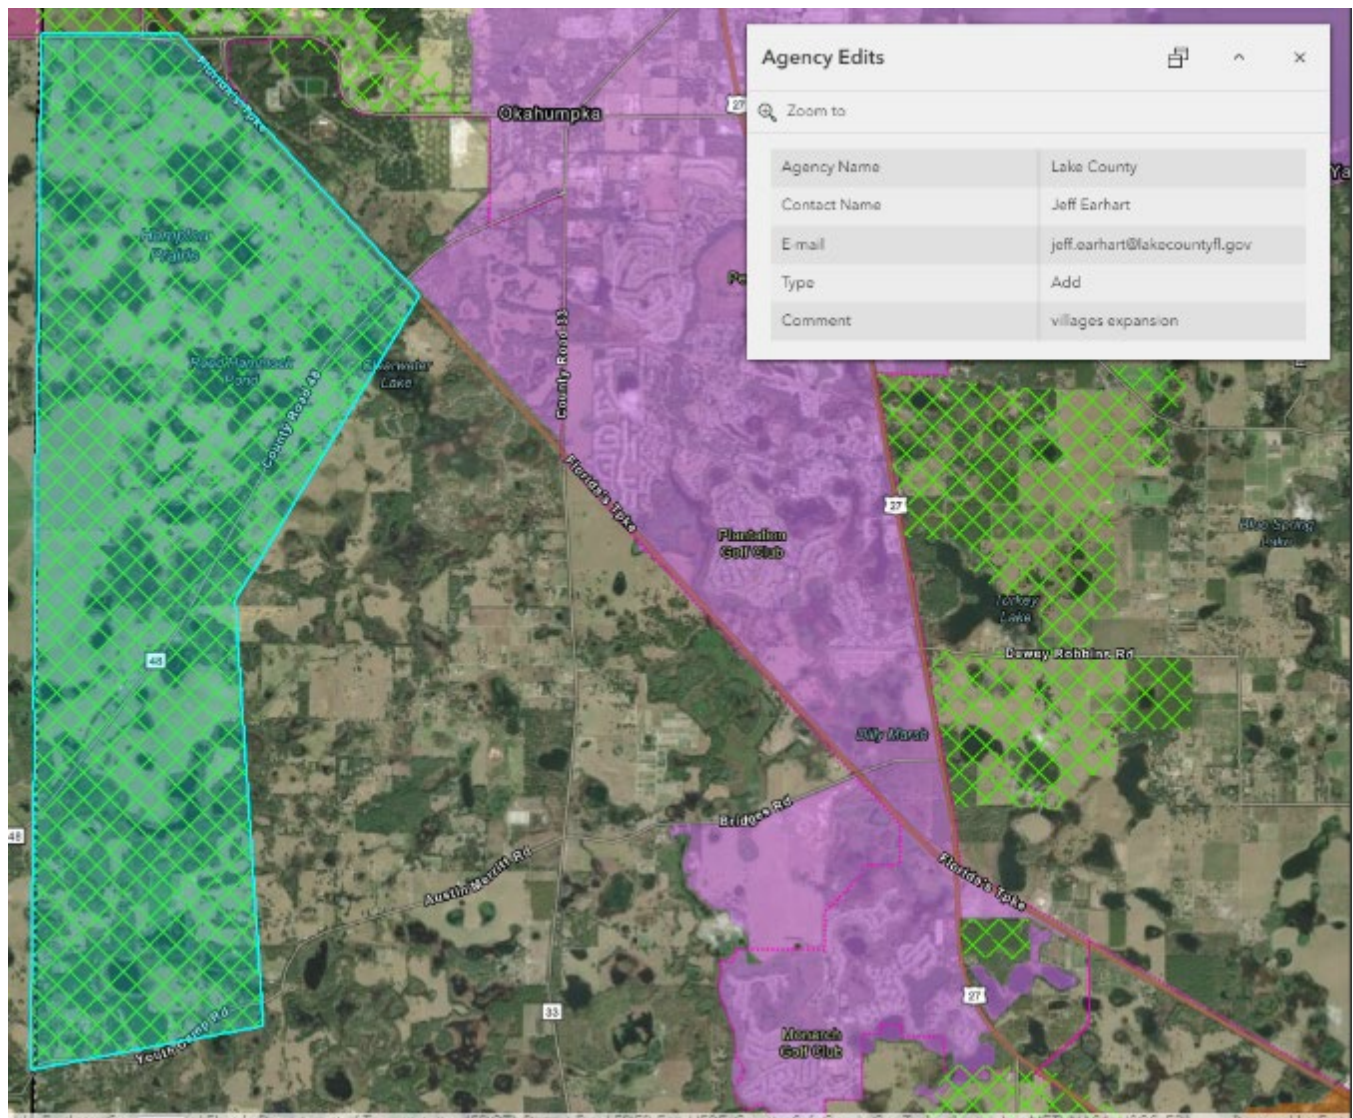 Agency Edits
Zoom to
Agency Name Lake County
Contact Name Jeff Earhart
E-mail jeff.earhart@lakecountyfl.gov
Type Add
Comment villages expansion
Florida's Tpke
Okahumpka
27
Ya
Prairie
Pond
Lake
County Road 48
County Road 33
Florida's Tpke
Plantation
Golf Club
27
Blue Spring
Lake
Turkey
Lake
Dewey Robbins Rd
48
Dilly Marsh
Bridges Rd
48
Austin Merritt Rd
Florida's Tpke
27
33
Youth Camp Rd
Monarch
Golf Club